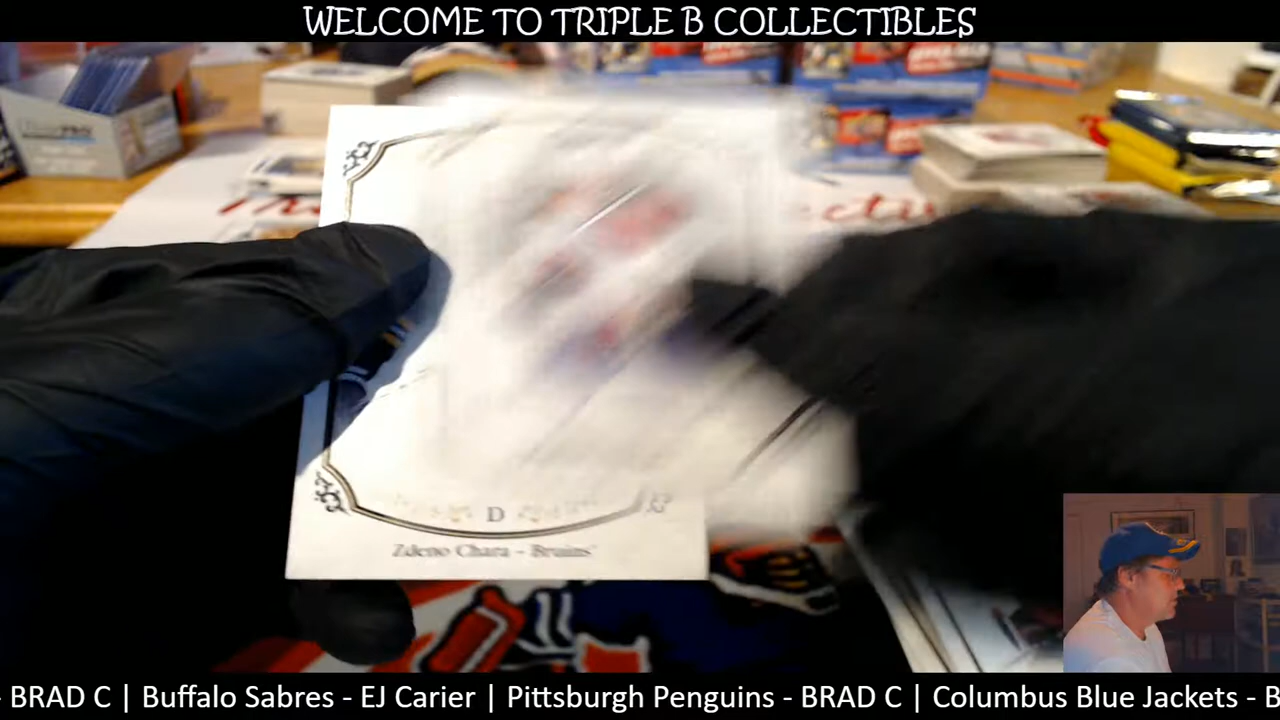 WELCOME TO TRIPLE B COLLECTIBLES
D
Zdeno Chara - Bruins
- BRAD C | Buffalo Sabres - EJ Carier | Pittsburgh Penguins - BRAD C | Columbus Blue Jackets - B